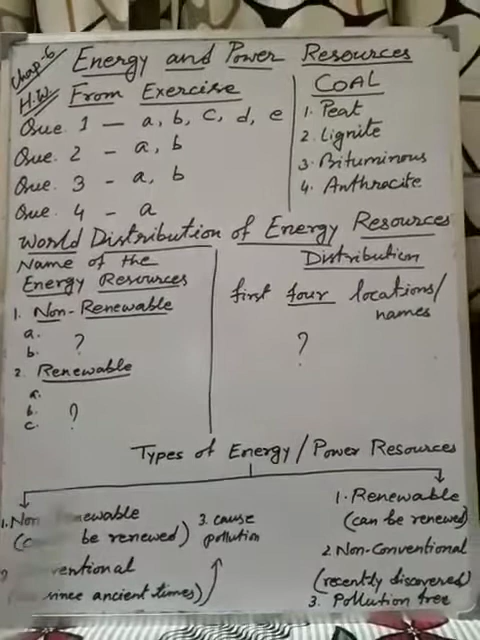 Chap-6
Energy and Power Resources
H.W. From Exercise
Que. 1 — a, b, c, d, e
Que. 2 - a, b
Que. 3 - a, b
Que. 4 - a
COAL
1. Peat
2. Lignite
3. Bituminous
4. Anthracite
World Distribution of Energy Resources
Name of the
Energy Resources
1. Non-Renewable
a.
b. ?
2. Renewable
a.
b. ?
c.
Distribution
first four locations/
names
?
Types of Energy/Power Resources
1. Non Renewable
be renewed)
since ancient times)
3. cause
pollution
1. Renewable
(can be renewed)
2. Non-Conventional
(recently discovered)
3. Pollution free